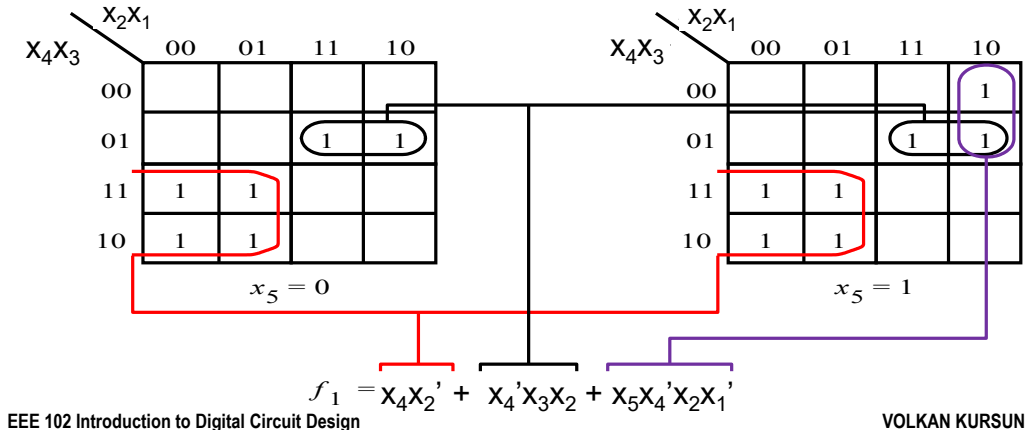 x₂x₁ x₂x₁
x₄x₃ 00 01 11 10 x₄x₃ 00 01 11 10
00 00 1
01 1 1 01 1 1
11 1 1 11 1 1
10 1 1 10 1 1
x₅ = 0 x₅ = 1
f₁ = x₄x₂' + x₄'x₃x₂ + x₅x₄'x₂x₁'
EEE 102 Introduction to Digital Circuit Design VOLKAN KURSUN